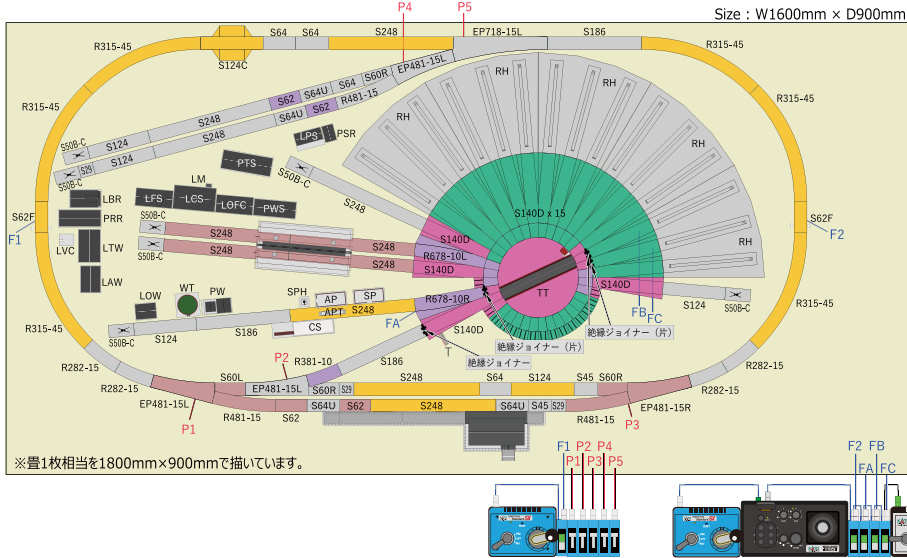 P4
P5
Size : W1600mm × D900mm
R315-45
S64
S64
S248
EP718-15L
S186
R315-45
S124C
EP481-15L
S60R
S64
S64U
S62
R481-15
S62
S64U
S248
S248
S124
S124
S29
S50B-C
S50B-C
R315-45
R315-45
RH
RH
RH
RH
RH
LPS
PSR
PTS
S50B-C
S248
LM
LBR
LFS
LCS
LOFC
PWS
PRR
S50B-C
S62F
F1
LVC
LTW
LAW
S248
S248
S50B-C
S140D
R678-10L
S140D
S140D x 15
TT
S140D
FB
FC
S124
S50B-C
S62F
F2
SPH
AP
SP
APT
S248
CS
WT
PW
LOW
R678-10R
FA
S140D
T
S186
S124
S50B-C
S186
絶縁ジョイナー（片）
絶縁ジョイナー（片）
絶縁ジョイナー
R315-45
R315-45
P2
R381-10
R282-15
R282-15
R282-15
R282-15
S60L
EP481-15L
S60R
S29
S248
S64
S124
S45
S60R
EP481-15L
R481-15
S62
S64U
S62
S248
S64U
S45
S29
R481-15
EP481-15R
P1
P3
※畳1枚相当を1800mm×900mmで描いています。
F1
P2
P4
P1
P3
P5
F2
FB
FA
FC